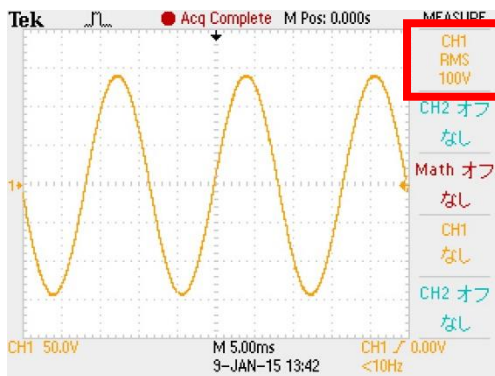 Tek Acq Complete M Pos: 0.000s MEASURE
CH1
RMS
100V
CH2 オフ
なし
Math オフ
なし
CH1
なし
CH2 オフ
なし
1
CH1 50.0V M 5.00ms CH1 0.00V
9-JAN-15 13:42 <10Hz